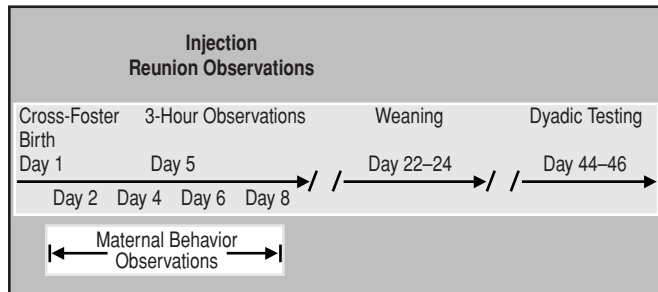 Injection
Reunion Observations
Cross-Foster 3-Hour Observations Weaning Dyadic Testing
Birth
Day 1 Day 5 Day 22–24 Day 44–46
Day 2 Day 4 Day 6 Day 8
Maternal Behavior
Observations